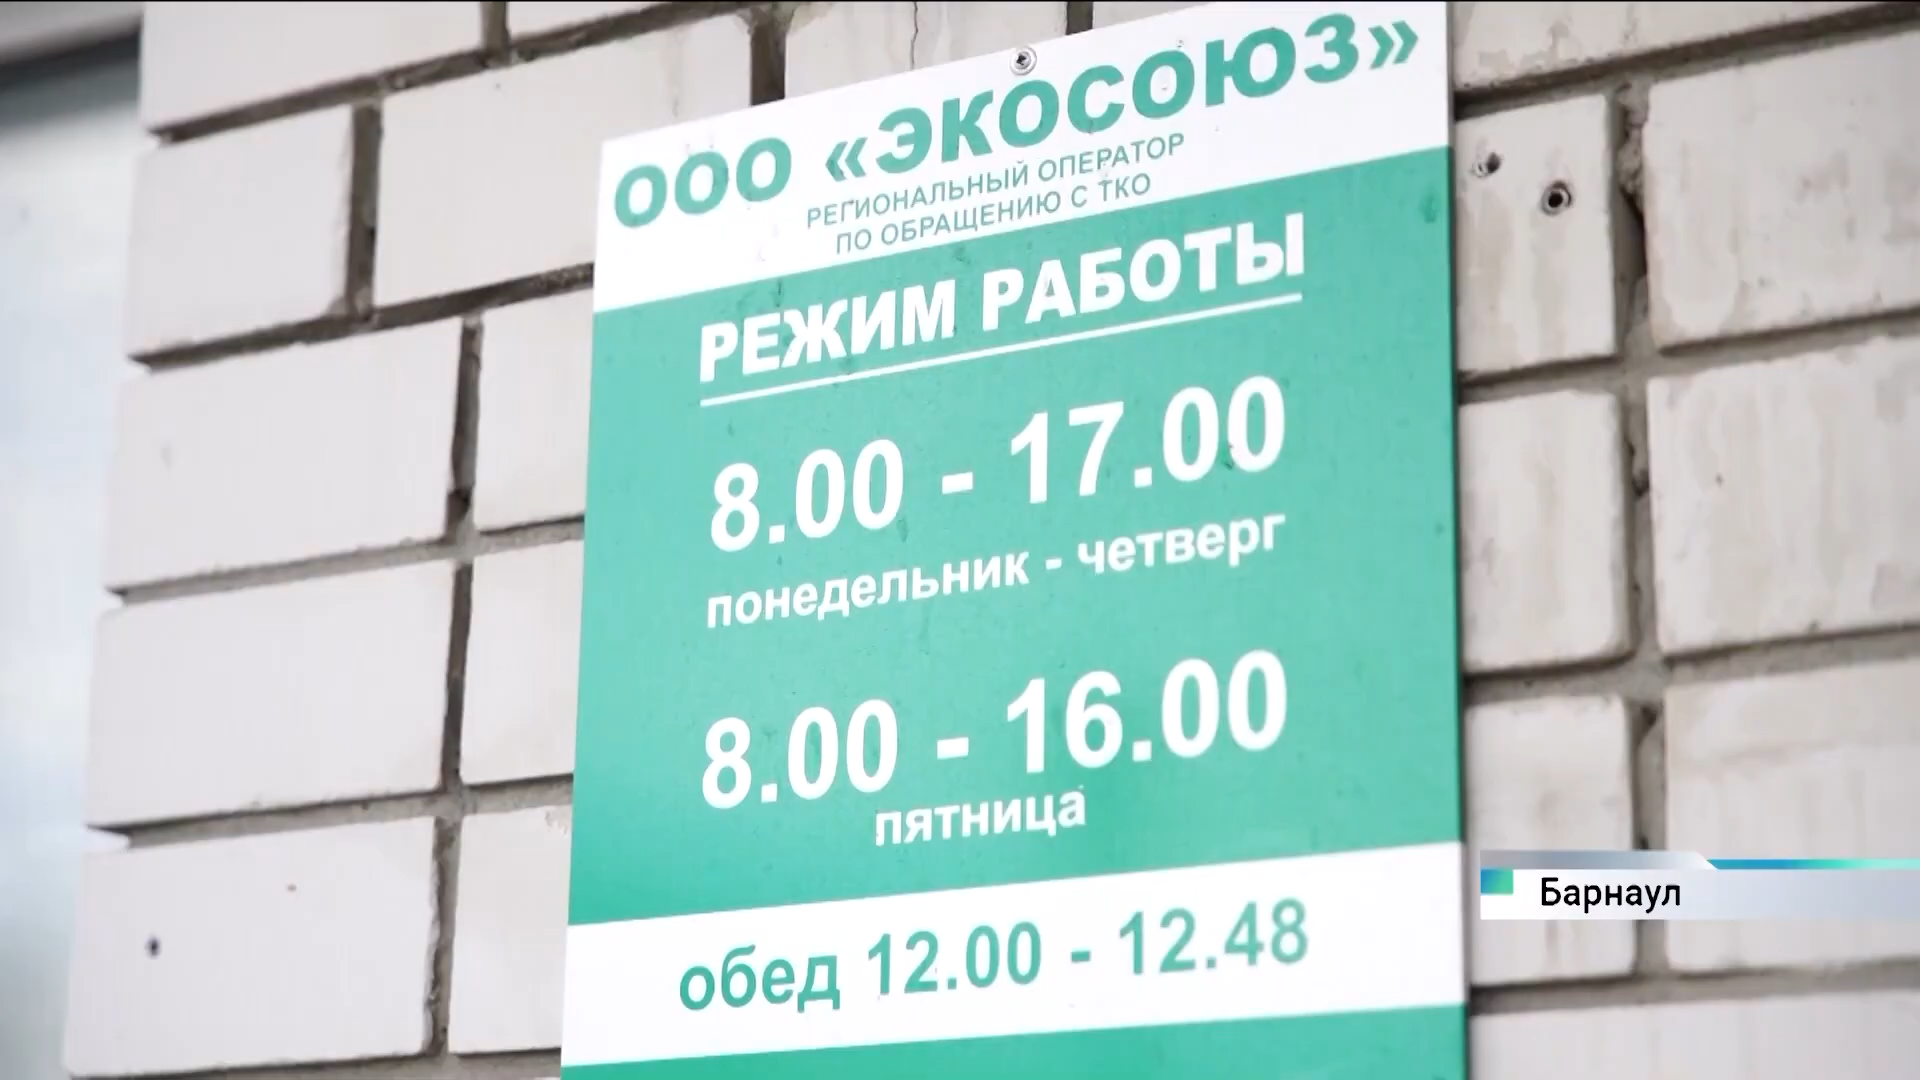 ООО «ЭКОСОЮЗ»
РЕГИОНАЛЬНЫЙ ОПЕРАТОР
ПО ОБРАЩЕНИЮ С ТКО
РЕЖИМ РАБОТЫ
8.00 - 17.00
понедельник - четверг
8.00 - 16.00
пятница
обед 12.00 - 12.48
Барнаул